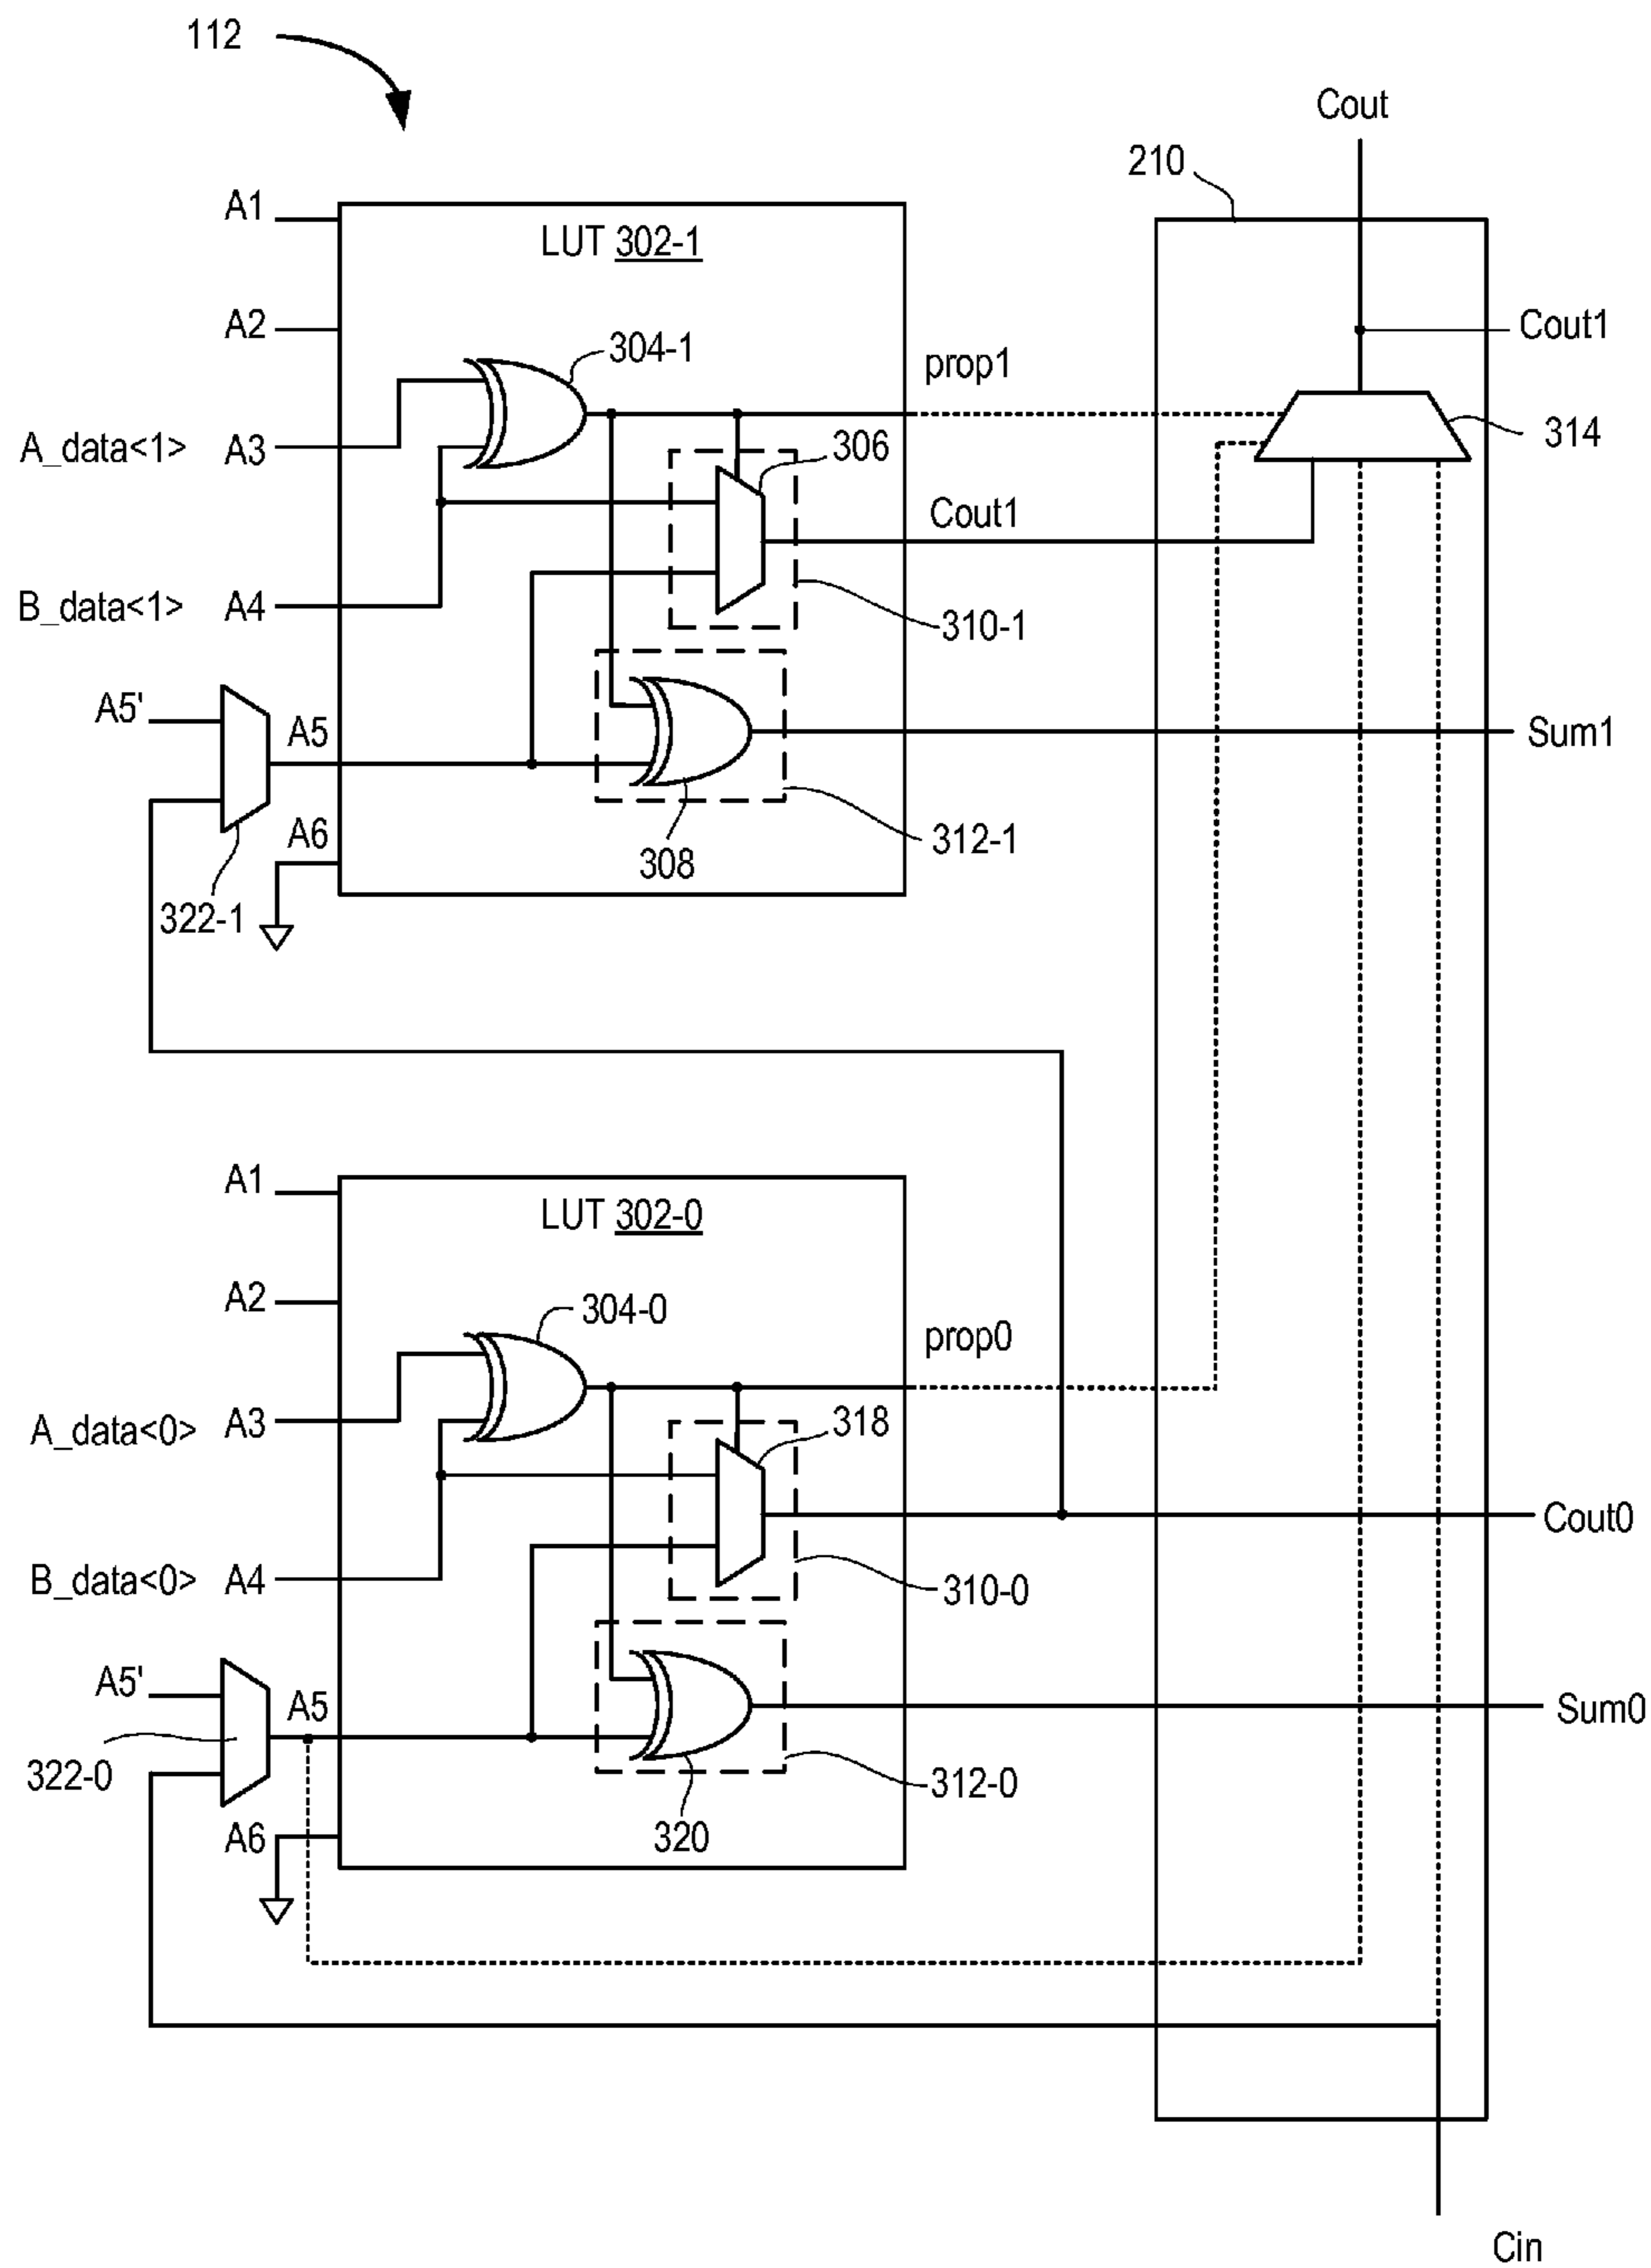 112
Cout
210
A1
LUT 302-1
A2
Cout1
304-1
prop1
314
A_data<1> A3
306
Cout1
B_data<1> A4
310-1
A5'
A5
Sum1
A6
312-1
308
322-1
A1
LUT 302-0
A2
304-0
prop0
A_data<0> A3
318
Cout0
B_data<0> A4
310-0
A5'
A5
Sum0
322-0
312-0
A6
320
Cin